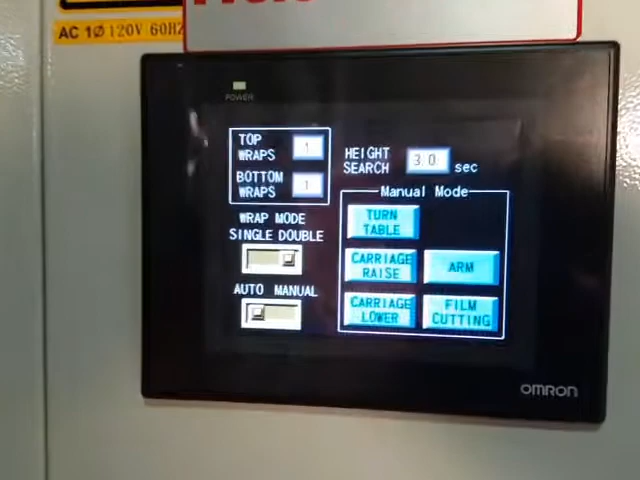 AC 1Ø 120V 60HZ
POWER
TOP
WRAPS
1
BOTTOM
WRAPS
1
HEIGHT
SEARCH
3.0 sec
WRAP MODE
SINGLE DOUBLE
AUTO MANUAL
Manual Mode
TURN
TABLE
CARRIAGE
RAISE
ARM
CARRIAGE
LOWER
FILM
CUTTING
OMRON